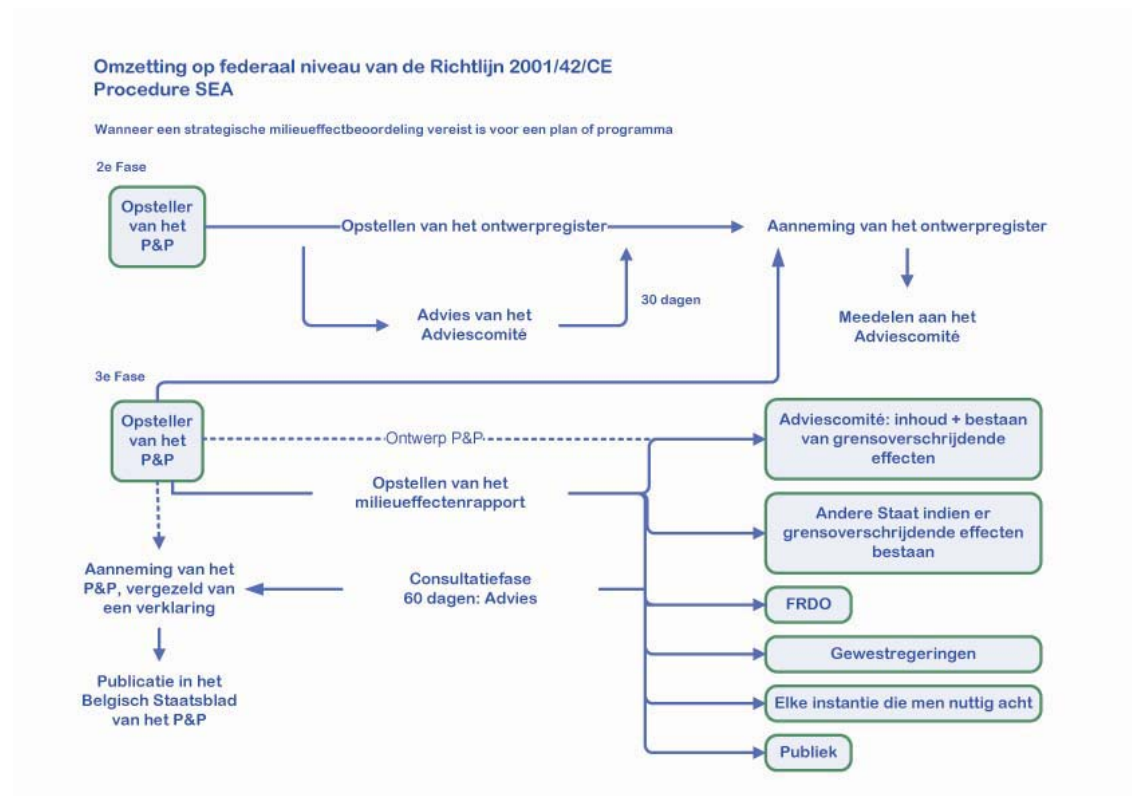 Omzetting op federaal niveau van de Richtlijn 2001/42/CE
Procedure SEA
Wanneer een strategische milieueffectbeoordeling vereist is voor een plan of programma
2e Fase
Opsteller
van het
P&P
Opstellen van het ontwerpregister
Aanneming van het ontwerpregister
30 dagen
Advies van het
Adviescomité
Meedelen aan het
Adviescomité
3e Fase
Opsteller
van het
P&P
Ontwerp P&P
Adviescomité: inhoud + bestaan
van grensoverschrijdende
effecten
Opstellen van het
milieueffectenrapport
Andere Staat indien er
grensoverschrijdende effecten
bestaan
Aanneming van het
P&P, vergezeld van
een verklaring
Consultatiefase
60 dagen: Advies
FRDO
Gewestregeringen
Publicatie in het
Belgisch Staatsblad
van het P&P
Elke instantie die men nuttig acht
Publiek